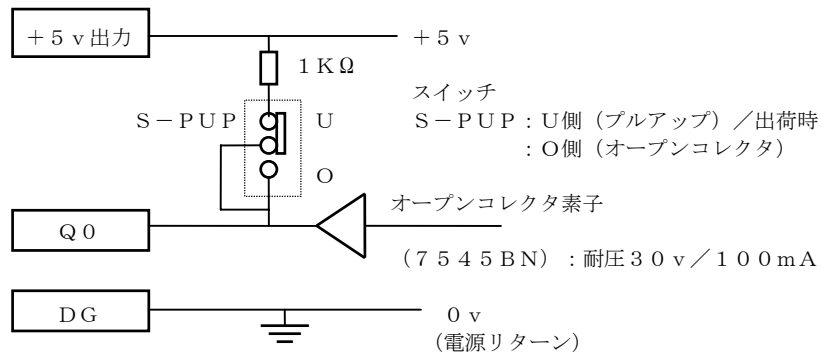 +5v出力
+5v
1KΩ
スイッチ
S-PUP
U
S-PUP:U側(プルアップ)/出荷時
:O側(オープンコレクタ)
O
オープンコレクタ素子
Q0
(7545BN):耐圧30v/100mA
DG
0v
(電源リターン)